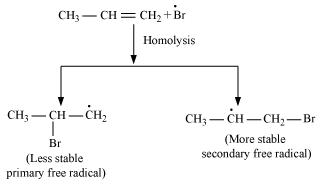 CH₃ — CH = CH₂ + Ḃr
Homolysis
CH₃ — CH — ĊH₂
Br
(Less stable
primary free radical)
CH₃ — ĊH — CH₂ — Br
(More stable
secondary free radical)